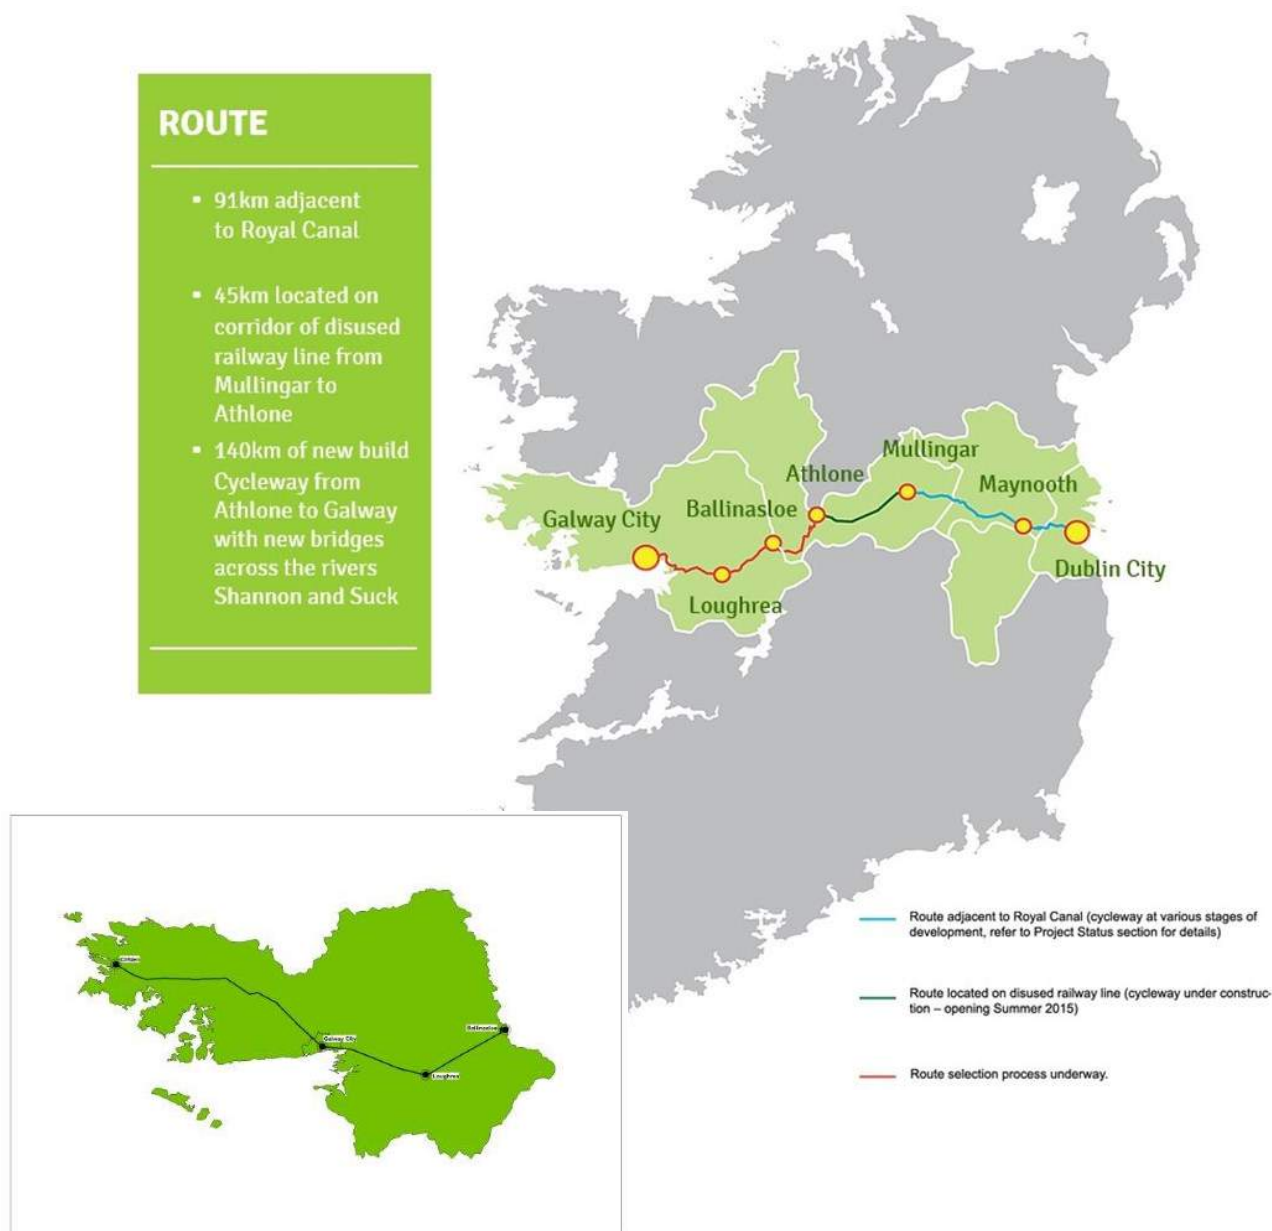 ROUTE
▪ 91km adjacent
to Royal Canal
▪ 45km located on
corridor of disused
railway line from
Mullingar to
Athlone
▪ 140km of new build
Cycleway from
Athlone to Galway
with new bridges
across the rivers
Shannon and Suck
Mullingar
Athlone
Maynooth
Ballinasloe
Galway City
Dublin City
Loughrea
Route adjacent to Royal Canal (cycleway at various stages of
development, refer to Project Status section for details)
Route located on disused railway line (cycleway under construc-
tion – opening Summer 2015)
Route selection process underway.
Clifden
Ballinasloe
Galway City
Loughrea